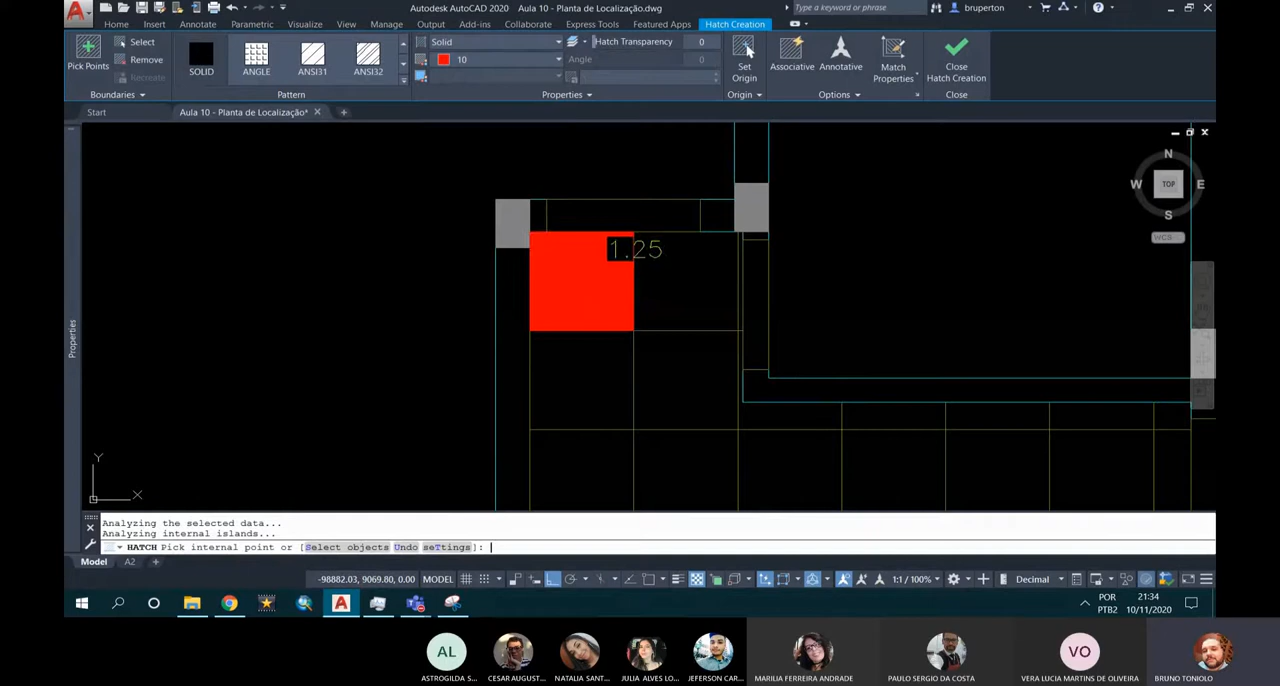 Autodesk AutoCAD 2020 Aula 10 - Planta de Localização.dwg
Type a keyword or phrase
bruperton
Home Insert Annotate Parametric View Manage Output Add-ins Collaborate Express Tools Featured Apps Hatch Creation
Visualize
Pick Points
Select
Remove
Recreate
Boundaries
SOLID
ANGLE
ANSI31
ANSI32
Pattern
Solid
10
Hatch Transparency 0
Angle 0
Properties
Set
Origin
Origin
Associative
Annotative
Match
Properties
Options
Close
Hatch Creation
Close
Start
Aula 10 - Planta de Localização*
N
W TOP E
S
WCS
1.25
Properties
Y
X
Analyzing the selected data...
Analyzing internal islands...
HATCH Pick internal point or [Select objects Undo seTtings]:
Model A2
-98882.03, 9069.80, 0.00 MODEL
1:1 / 100%
Decimal
POR
PTB2
21:34
10/11/2020
AL
VO
ASTROGILDA S...
CESAR AUGUST...
NATALIA SANT...
JULIA ALVES LO...
JEFERSON CAR...
MARILIA FERREIRA ANDRADE
PAULO SERGIO DA COSTA
VERA LUCIA MARTINS DE OLIVEIRA
BRUNO TONIOLO